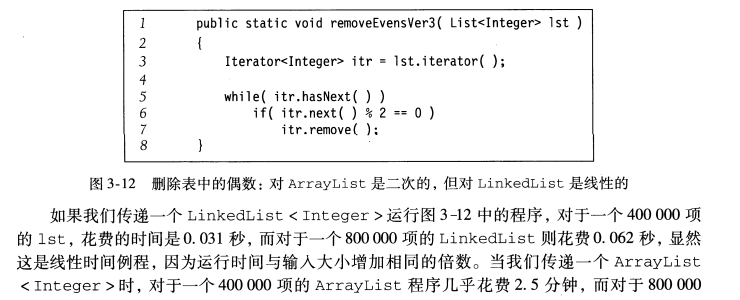 1 public static void removeEvensVer3( List<Integer> lst )
2 {
3 Iterator<Integer> itr = lst.iterator( );
4
5 while( itr.hasNext( ) )
6 if( itr.next( ) % 2 == 0 )
7 itr.remove( );
8 }
图 3-12 删除表中的偶数：对 ArrayList 是二次的，但对 LinkedList 是线性的
如果我们传递一个 LinkedList < Integer > 运行图 3-12 中的程序，对于一个 400 000 项
的 lst，花费的时间是 0. 031 秒，而对于一个 800 000 项的 LinkedList 则花费 0. 062 秒，显然
这是线性时间例程，因为运行时间与输入大小增加相同的倍数。当我们传递一个 ArrayList
< Integer > 时，对于一个 400 000 项的 ArrayList 程序几乎花费 2. 5 分钟，而对于 800 000